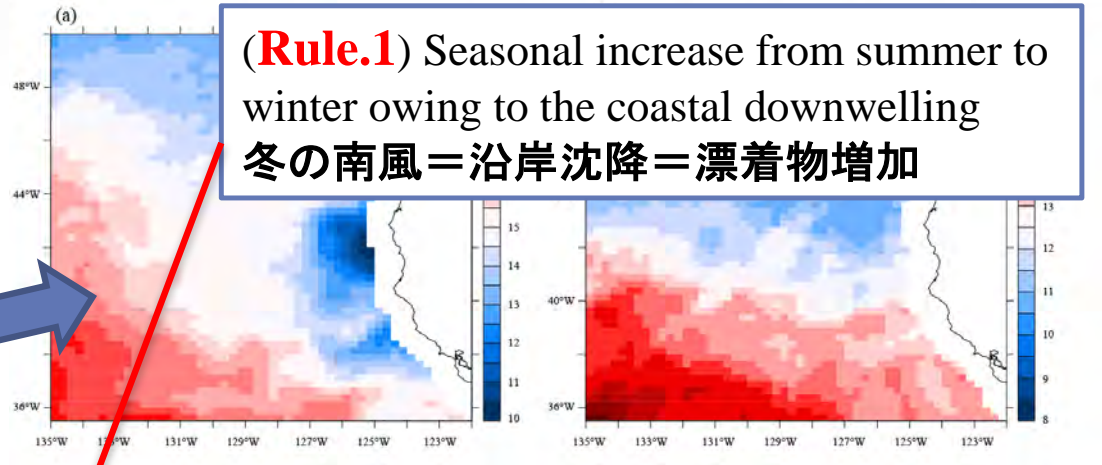 (a)
(Rule.1) Seasonal increase from summer to
winter owing to the coastal downwelling
冬の南風＝沿岸沈降＝漂着物増加
48°W
44°W
36°W
15
14
13
12
11
10
135°W
133°W
131°W
129°W
127°W
125°W
123°W
40°W
36°W
13
12
11
10
9
8
135°W
133°W
131°W
129°W
127°W
125°W
123°W